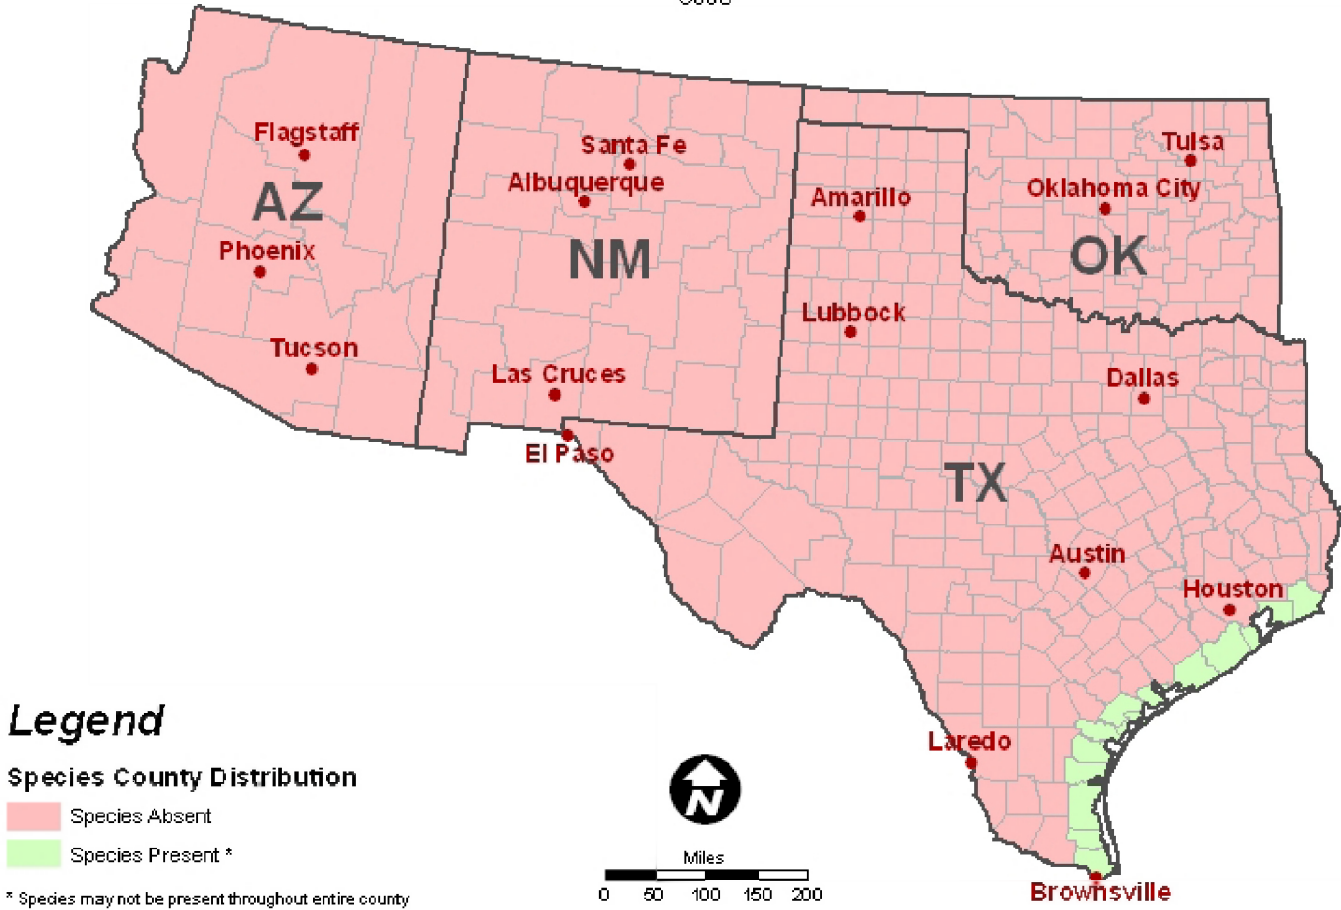 Flagstaff
Santa Fe
Tulsa
Albuquerque
Oklahoma City
Amarillo
AZ
Phoenix
NM
OK
Lubbock
Tucson
Las Cruces
Dallas
El Paso
TX
Austin
Houston
Laredo
Brownsville
Legend
Species County Distribution
Species Absent
Species Present *
* Species may not be present throughout entire county
N
Miles
0 50 100 150 200